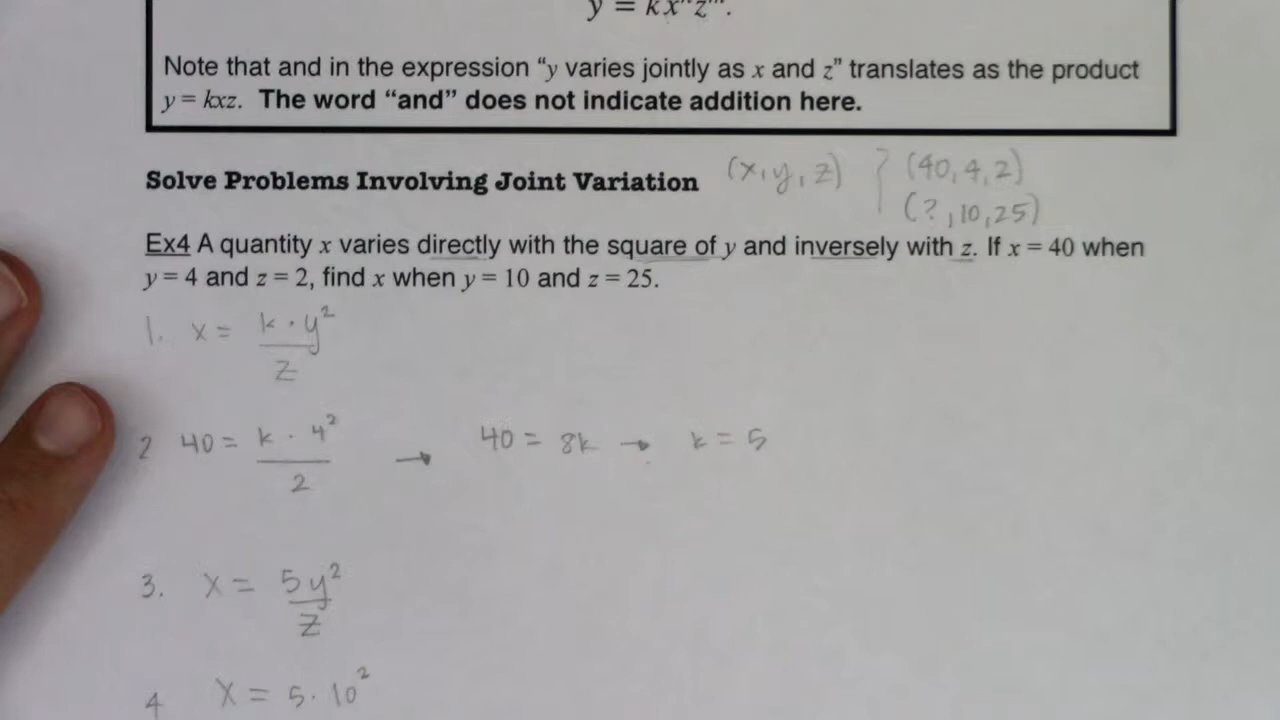 y = kxⁿzᵐ.
Note that and in the expression “y varies jointly as x and z” translates as the product
y = kxz. The word “and” does not indicate addition here.
Solve Problems Involving Joint Variation (x,y,z) } (40,4,2)
(?,10,25)
Ex4 A quantity x varies directly with the square of y and inversely with z. If x = 40 when
y = 4 and z = 2, find x when y = 10 and z = 25.
1. x = k · y²
z
2 40 = k · 4² → 40 = 8k → k = 5
2
3. x = 5y²
z
4 x = 5 · 10²